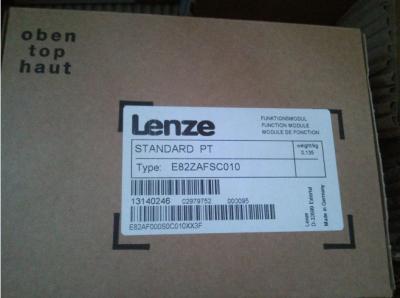 oben
top
haut
Lenze
FUNKTIONSMODUL
FUNCTION MODULE
MODULE DE FONCTION
STANDARD PT
weight/kg
0.135
Type: E82ZAFSC010
13140246 02979752 000095
E82AF000S0C010XX3F
Lenze
D-32699 Extertal
Made in Germany